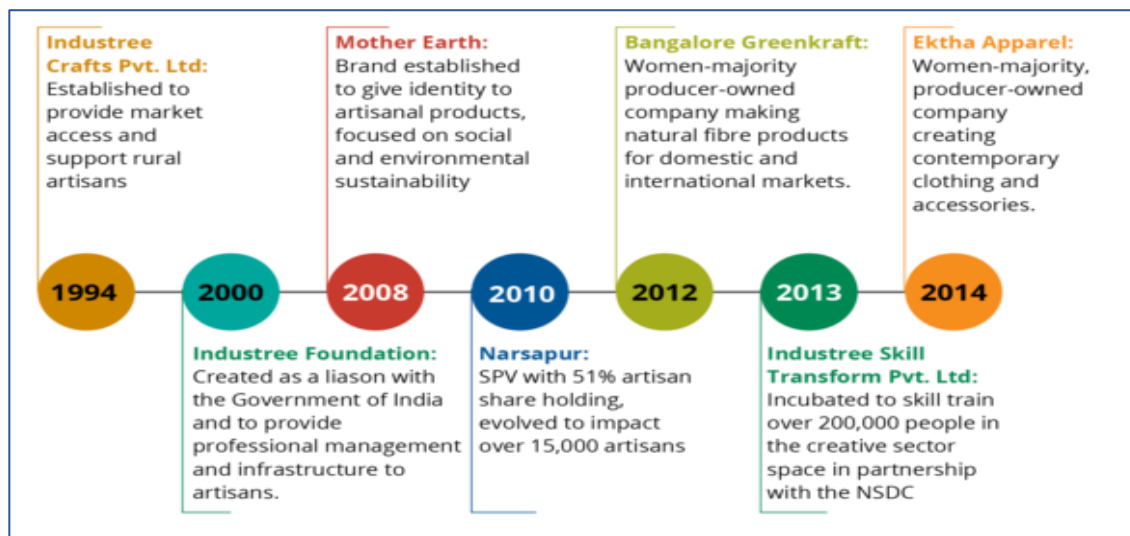 Industree
Crafts Pvt. Ltd:
Established to
provide market
access and
support rural
artisans
Mother Earth:
Brand established
to give identity to
artisanal products,
focused on social
and environmental
sustainability
Bangalore Greenkraft:
Women-majority
producer-owned
company making
natural fibre products
for domestic and
international markets.
Ektha Apparel:
Women-majority,
producer-owned
company
creating
contemporary
clothing and
accessories.
1994
2000
2008
2010
2012
2013
2014
Industree Foundation:
Created as a liason with
the Government of India
and to provide
professional management
and infrastructure to
artisans.
Narsapur:
SPV with 51% artisan
share holding,
evolved to impact
over 15,000 artisans
Industree Skill
Transform Pvt. Ltd:
Incubated to skill train
over 200,000 people in
the creative sector
space in partnership
with the NSDC